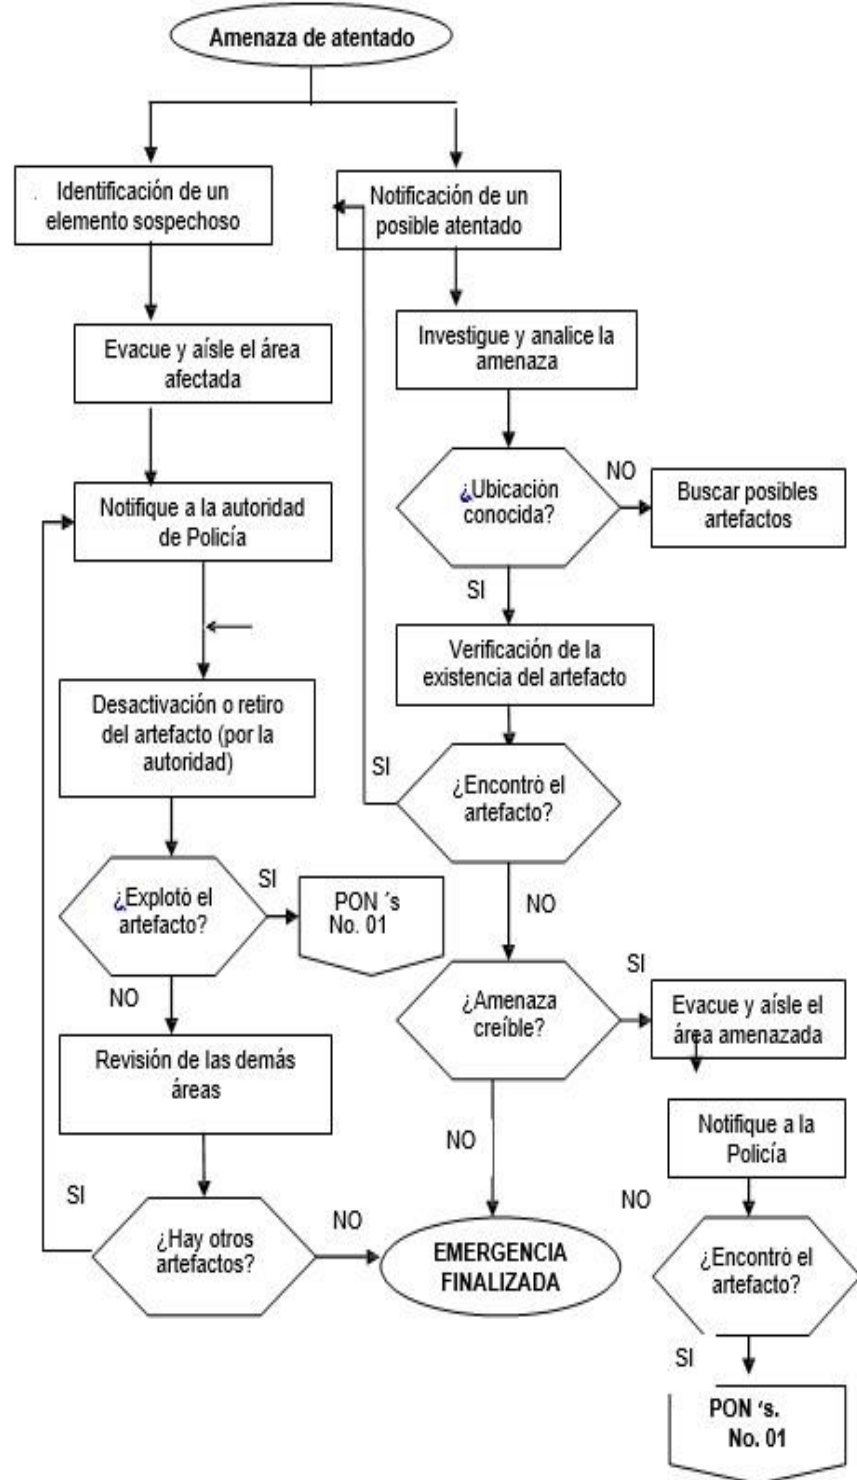 Amenaza de atentado
Identificación de un
elemento sospechoso
Notificación de un
posible atentado
Evacue y aísle el área
afectada
Investigue y analice la
amenaza
Notifique a la autoridad
de Policía
¿Ubicación
conocida?
NO
Buscar posibles
artefactos
SI
Verificación de la
existencia del artefacto
Desactivación o retiro
del artefacto (por la
autoridad)
SI
¿Encontró el
artefacto?
NO
¿Explotó el
artefacto?
SI
PON ´s
No. 01
NO
¿Amenaza
creíble?
SI
Evacue y aísle el
área amenazada
Revisión de las demás
áreas
NO
Notifique a la
Policía
SI
¿Hay otros
artefactos?
NO
EMERGENCIA
FINALIZADA
NO
¿Encontró el
artefacto?
SI
PON ‘s.
No. 01